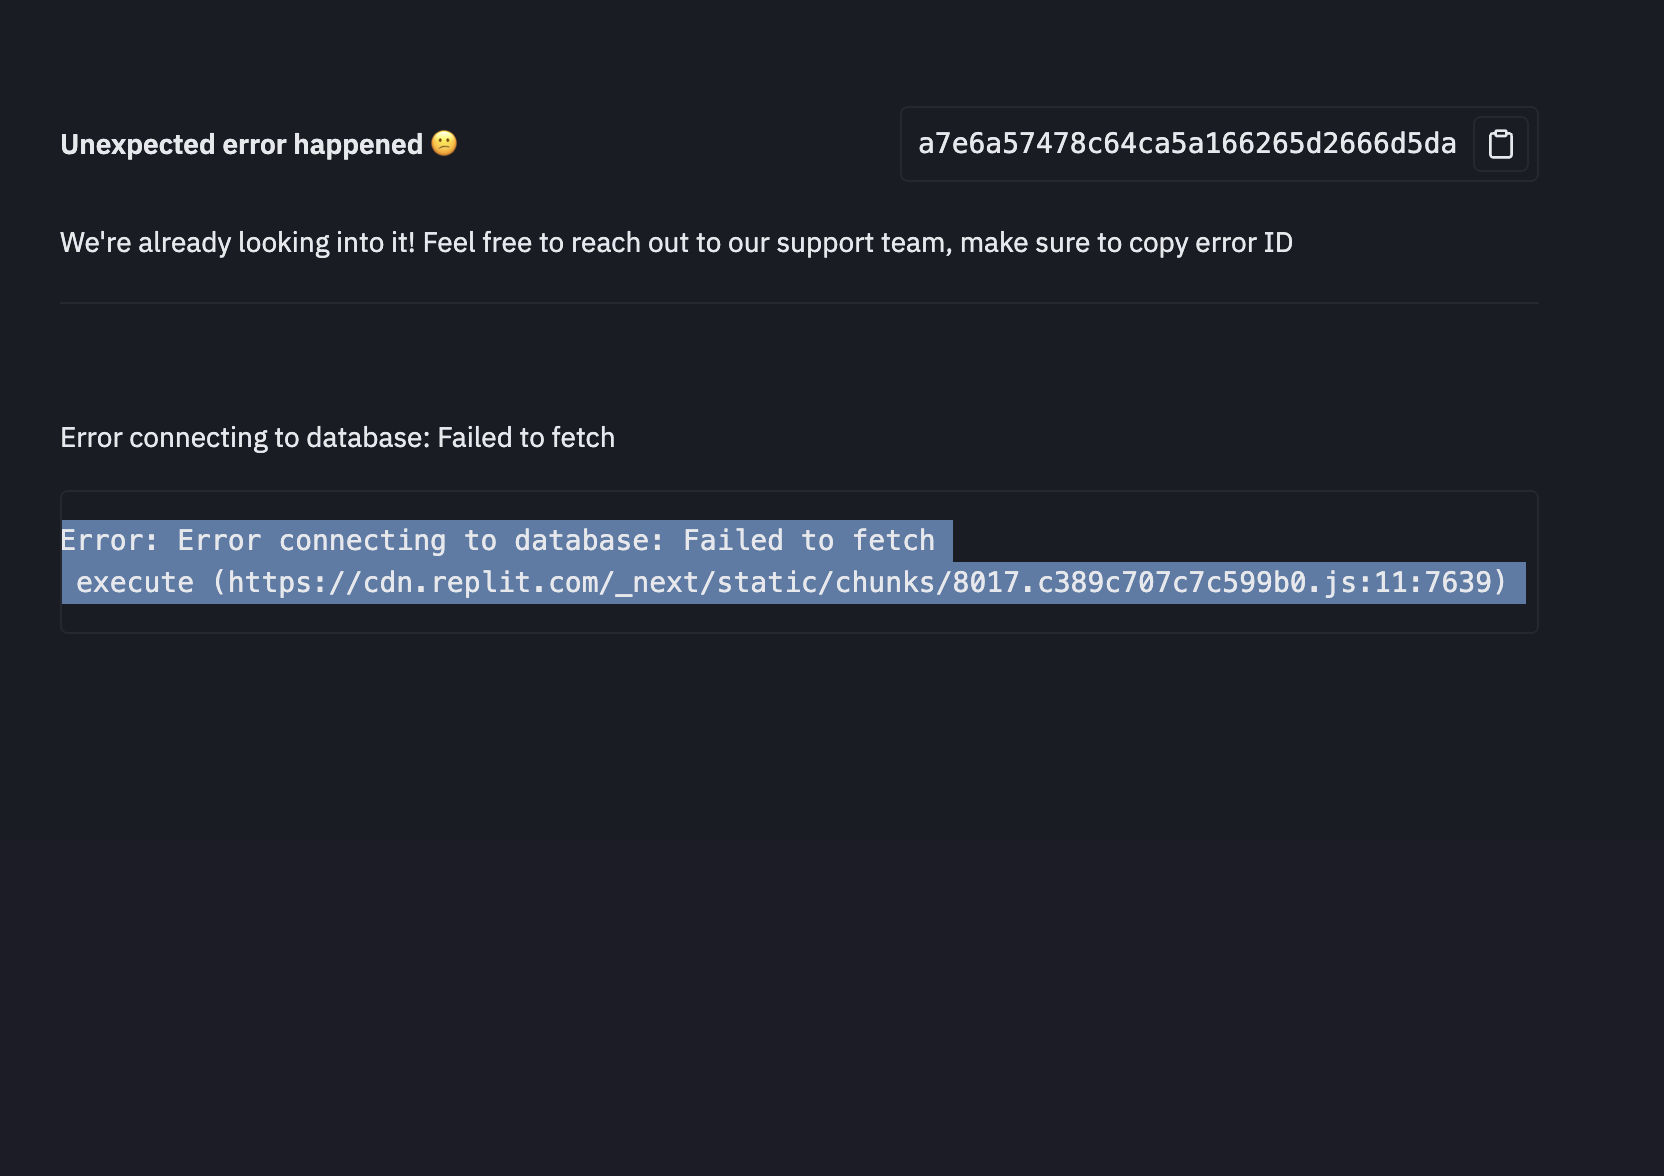 Unexpected error happened 😕
a7e6a57478c64ca5a166265d2666d5da
We're already looking into it! Feel free to reach out to our support team, make sure to copy error ID
Error connecting to database: Failed to fetch
Error: Error connecting to database: Failed to fetch
execute (https://cdn.replit.com/_next/static/chunks/8017.c389c707c7c599b0.js:11:7639)